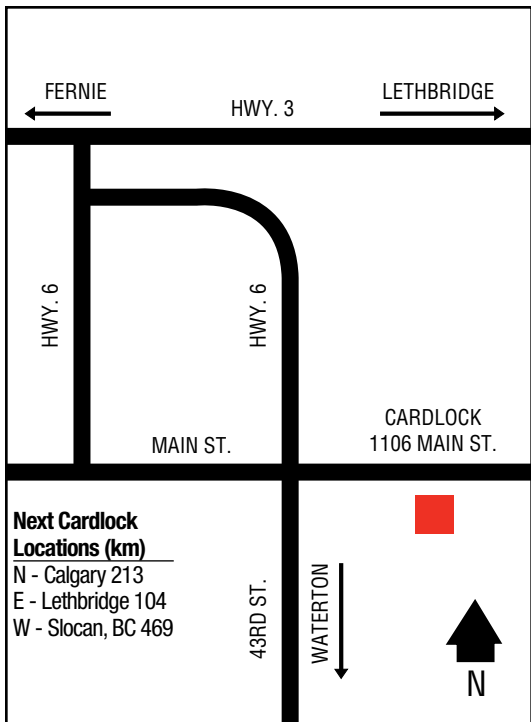 FERNIE
LETHBRIDGE
HWY. 3
HWY. 6
HWY. 6
CARDLOCK
1106 MAIN ST.
MAIN ST.
Next Cardlock
Locations (km)
N - Calgary 213
E - Lethbridge 104
W - Slocan, BC 469
43RD ST.
WATERTON
N